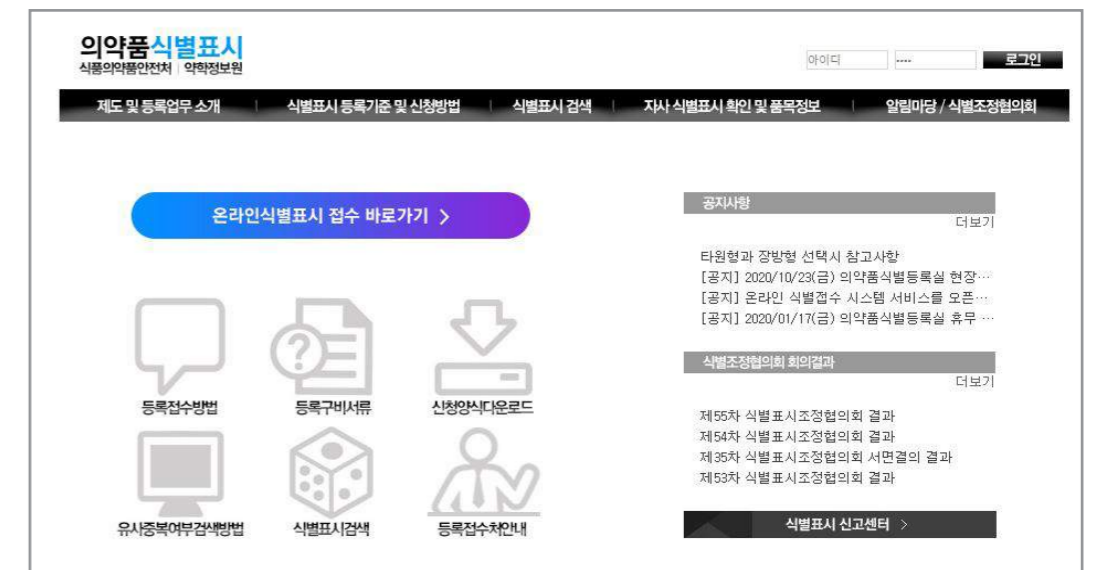 의약품식별표시
식품의약품안전처 | 약학정보원
아이디 ---- 로그인
제도 및 등록업무 소개 | 식별표시 등록기준 및 신청방법 | 식별표시 검색 | 자사 식별표시 확인 및 품목정보 | 알림마당 / 식별조정협의회
온라인식별표시 접수 바로가기 >
등록접수방법 등록구비서류 신청양식다운로드
유사중복여부검색방법 식별표시검색 등록접수처안내
공지사항
더보기
타원형과 장방형 선택시 참고사항
[공지] 2020/10/23(금) 의약품식별등록실 현장…
[공지] 온라인 식별접수 시스템 서비스를 오픈…
[공지] 2020/01/17(금) 의약품식별등록실 휴무 …
식별조정협의회 회의결과
더보기
제55차 식별표시조정협의회 결과
제54차 식별표시조정협의회 결과
제35차 식별표시조정협의회 서면결의 결과
제53차 식별표시조정협의회 결과
식별표시 신고센터 >